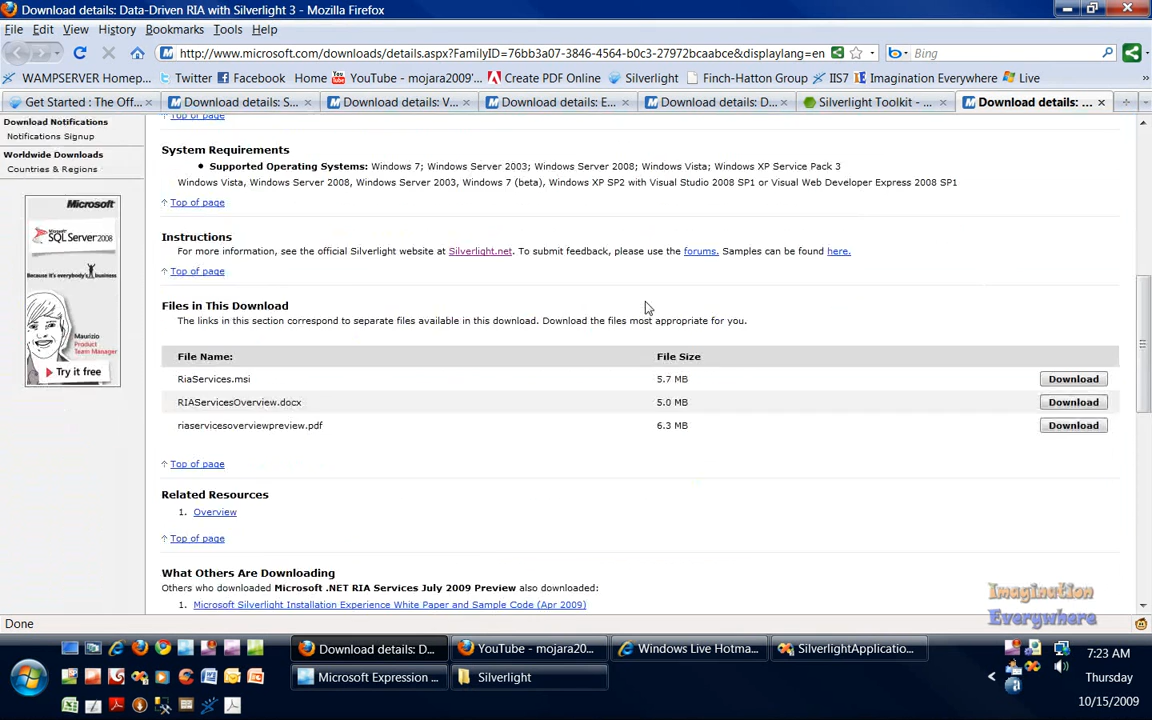 Download details: Data-Driven RIA with Silverlight 3 - Mozilla Firefox
File Edit View History Bookmarks Tools Help
http://www.microsoft.com/downloads/details.aspx?FamilyID=76bb3a07-3846-4564-b0c3-27972bcaabce&displaylang=en
Bing
WAMPSERVER Homep... Twitter Facebook Home YouTube - mojara2009'... Create PDF Online Silverlight Finch-Hatton Group IIS7 Imagination Everywhere Live »
Get Started : The Off... Download details: S... Download details: V... Download details: E... Download details: D... Silverlight Toolkit - ... Download details: ...
Top of page
Download Notifications
Notifications Signup
Worldwide Downloads
Countries & Regions
Microsoft
SQL Server 2008
Because it's everybody's business
Maurizio
Product
Team Manager
Try it free
System Requirements
• Supported Operating Systems: Windows 7; Windows Server 2003; Windows Server 2008; Windows Vista; Windows XP Service Pack 3
Windows Vista, Windows Server 2008, Windows Server 2003, Windows 7 (beta), Windows XP SP2 with Visual Studio 2008 SP1 or Visual Web Developer Express 2008 SP1
Top of page
Instructions
For more information, see the official Silverlight website at Silverlight.net. To submit feedback, please use the forums. Samples can be found here.
Top of page
Files in This Download
The links in this section correspond to separate files available in this download. Download the files most appropriate for you.
File Name: File Size
RiaServices.msi 5.7 MB Download
RIAServicesOverview.docx 5.0 MB Download
riaservicesoverviewpreview.pdf 6.3 MB Download
Top of page
Related Resources
1. Overview
Top of page
What Others Are Downloading
Others who downloaded Microsoft .NET RIA Services July 2009 Preview also downloaded:
1. Microsoft Silverlight Installation Experience White Paper and Sample Code (Apr 2009)
Imagination
Everywhere
Done
Download details: D... YouTube - mojara20... Windows Live Hotma... SilverlightApplicatio...
Microsoft Expression ... Silverlight
7:23 AM
Thursday
10/15/2009